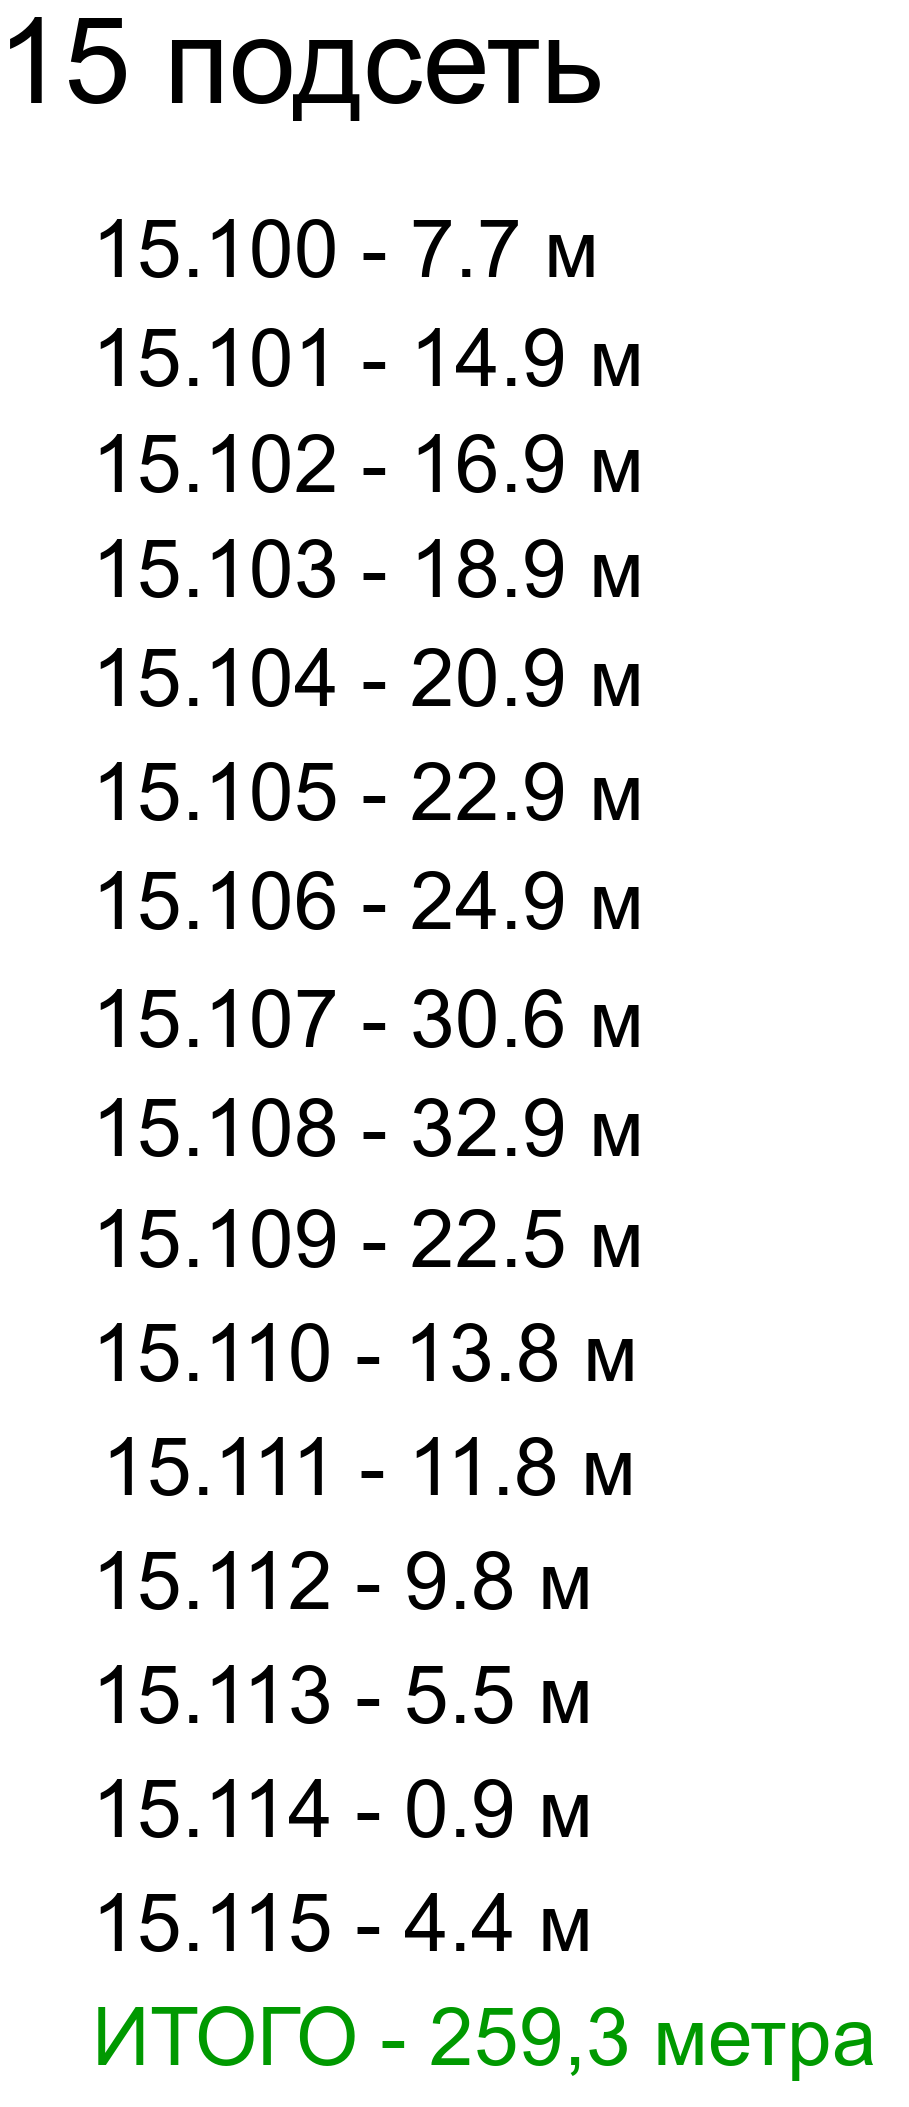 15 подсеть
15.100 - 7.7 м
15.101 - 14.9 м
15.102 - 16.9 м
15.103 - 18.9 м
15.104 - 20.9 м
15.105 - 22.9 м
15.106 - 24.9 м
15.107 - 30.6 м
15.108 - 32.9 м
15.109 - 22.5 м
15.110 - 13.8 м
15.111 - 11.8 м
15.112 - 9.8 м
15.113 - 5.5 м
15.114 - 0.9 м
15.115 - 4.4 м
ИТОГО - 259,3 метра